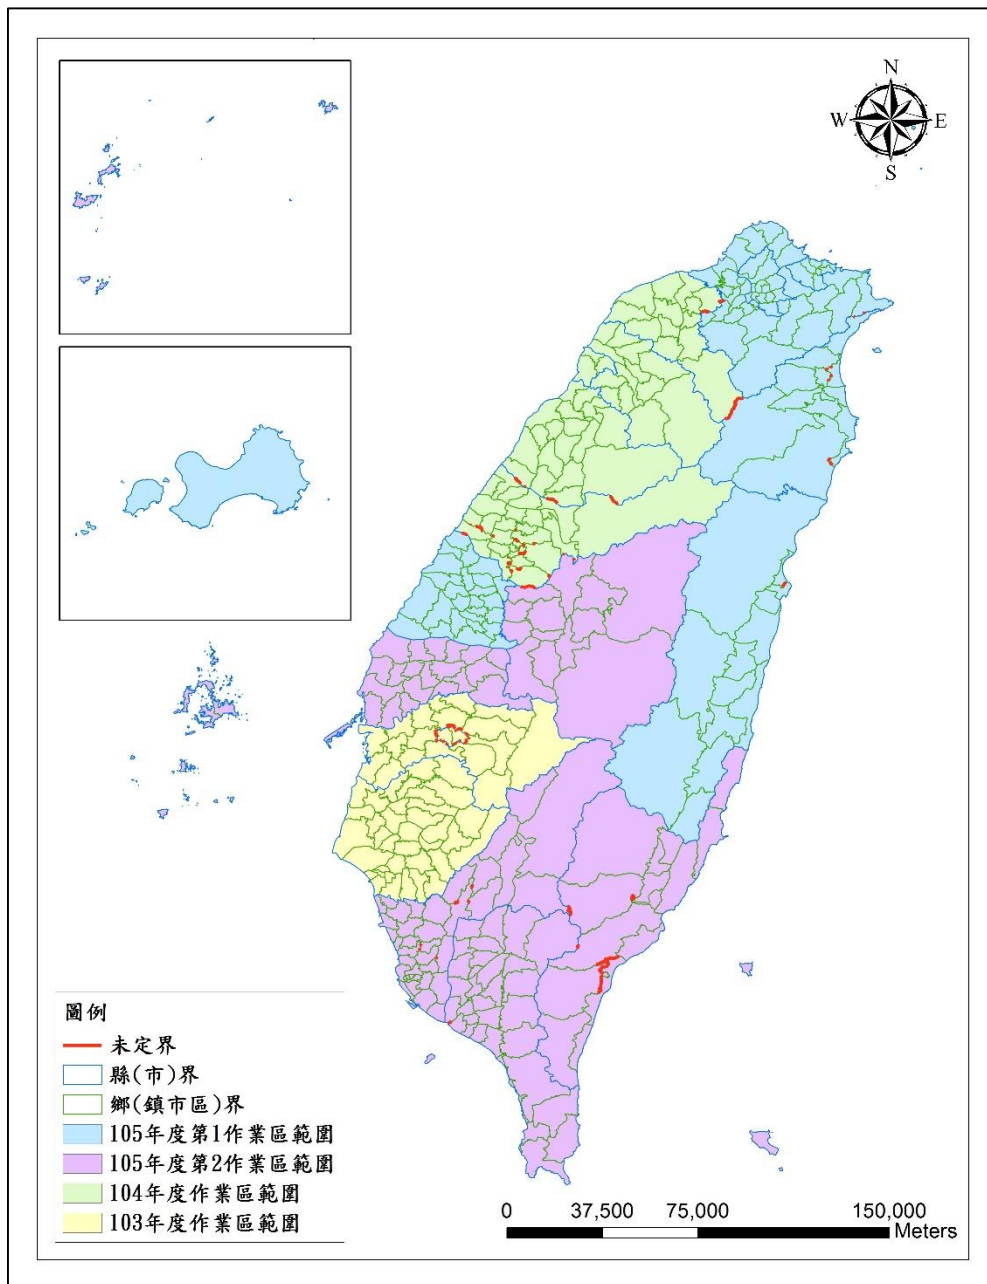 N
W E
S
圖例
未定界
縣(市)界
鄉(鎮市區)界
105年度第1作業區範圍
105年度第2作業區範圍
104年度作業區範圍
103年度作業區範圍
0 37,500 75,000 150,000
Meters